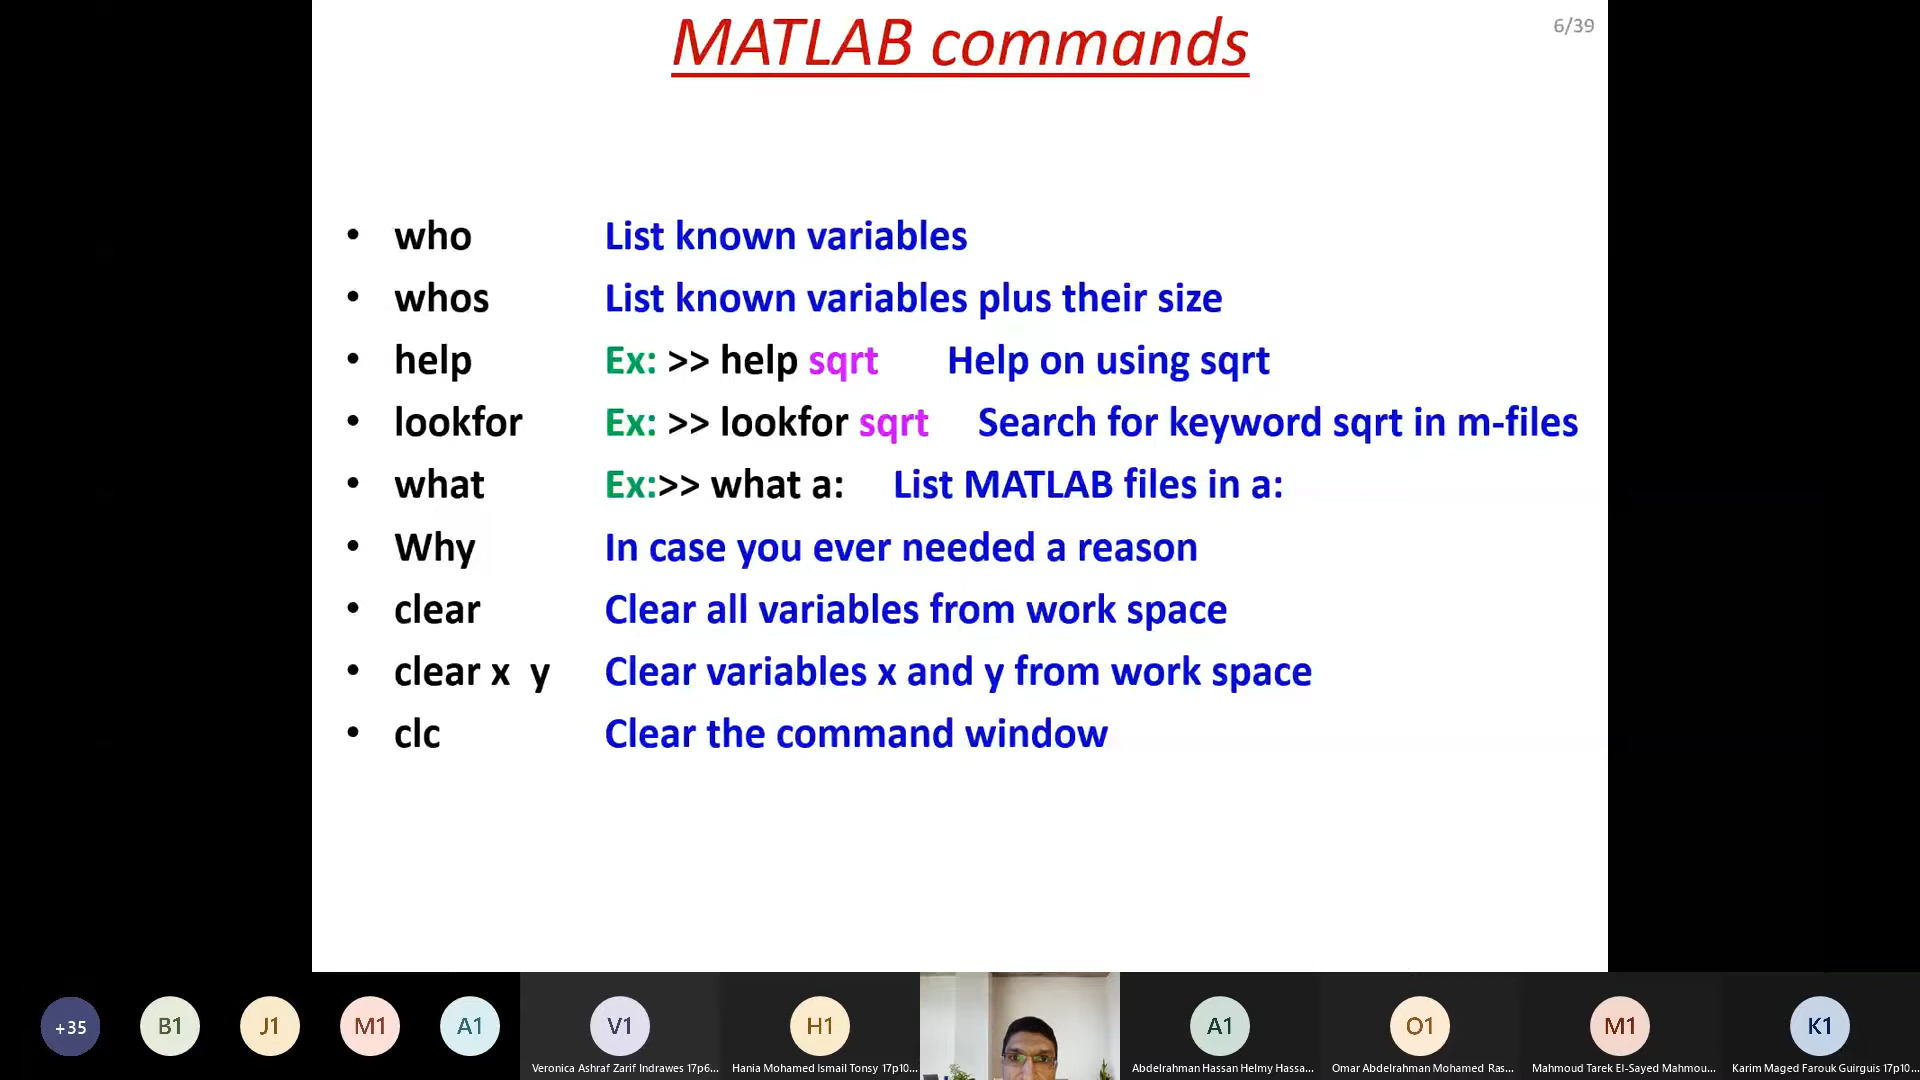 MATLAB commands
6/39
• who List known variables
• whos List known variables plus their size
• help Ex: >> help sqrt Help on using sqrt
• lookfor Ex: >> lookfor sqrt Search for keyword sqrt in m-files
• what Ex:>> what a: List MATLAB files in a:
• Why In case you ever needed a reason
• clear Clear all variables from work space
• clear x y Clear variables x and y from work space
• clc Clear the command window
+35 B1 J1 M1 A1 V1 H1 A1 O1 M1 K1
Veronica Ashraf Zarif Indrawes 17p6... Hania Mohamed Ismail Tonsy 17p10... Abdelrahman Hassan Helmy Hassa... Omar Abdelrahman Mohamed Ras... Mahmoud Tarek El-Sayed Mahmou... Karim Maged Farouk Guirguis 17p10...